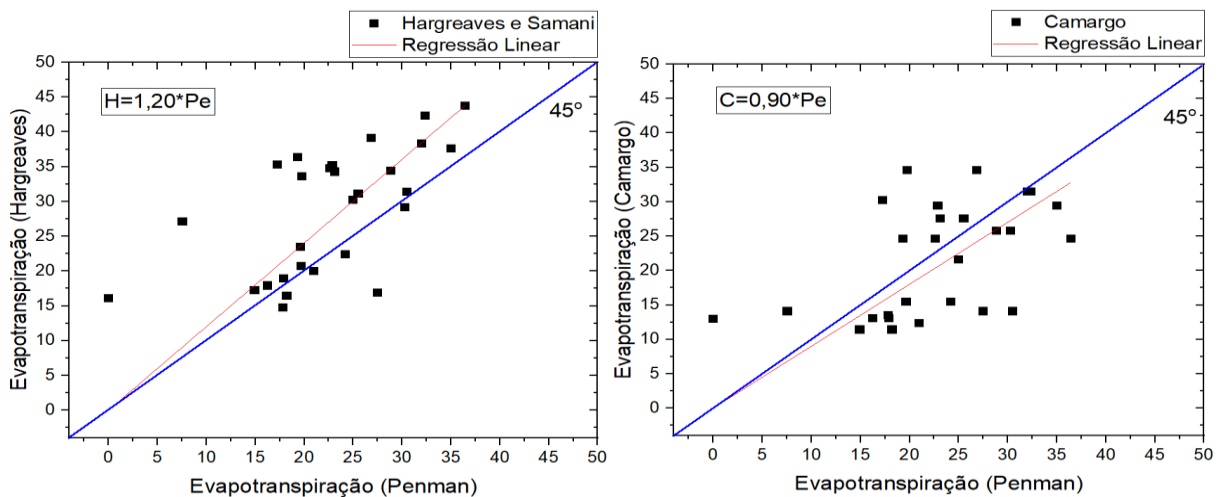 Hargreaves e Samani
Regressão Linear
H=1,20*Pe
45º
50
45
40
35
30
25
20
15
10
5
0
0 5 10 15 20 25 30 35 40 45 50
Evapotranspiração (Hargreaves)
Evapotranspiração (Penman)
Camargo
Regressão Linear
C=0,90*Pe
45º
50
45
40
35
30
25
20
15
10
5
0
0 5 10 15 20 25 30 35 40 45 50
Evapotranspiração (Camargo)
Evapotranspiração (Penman)